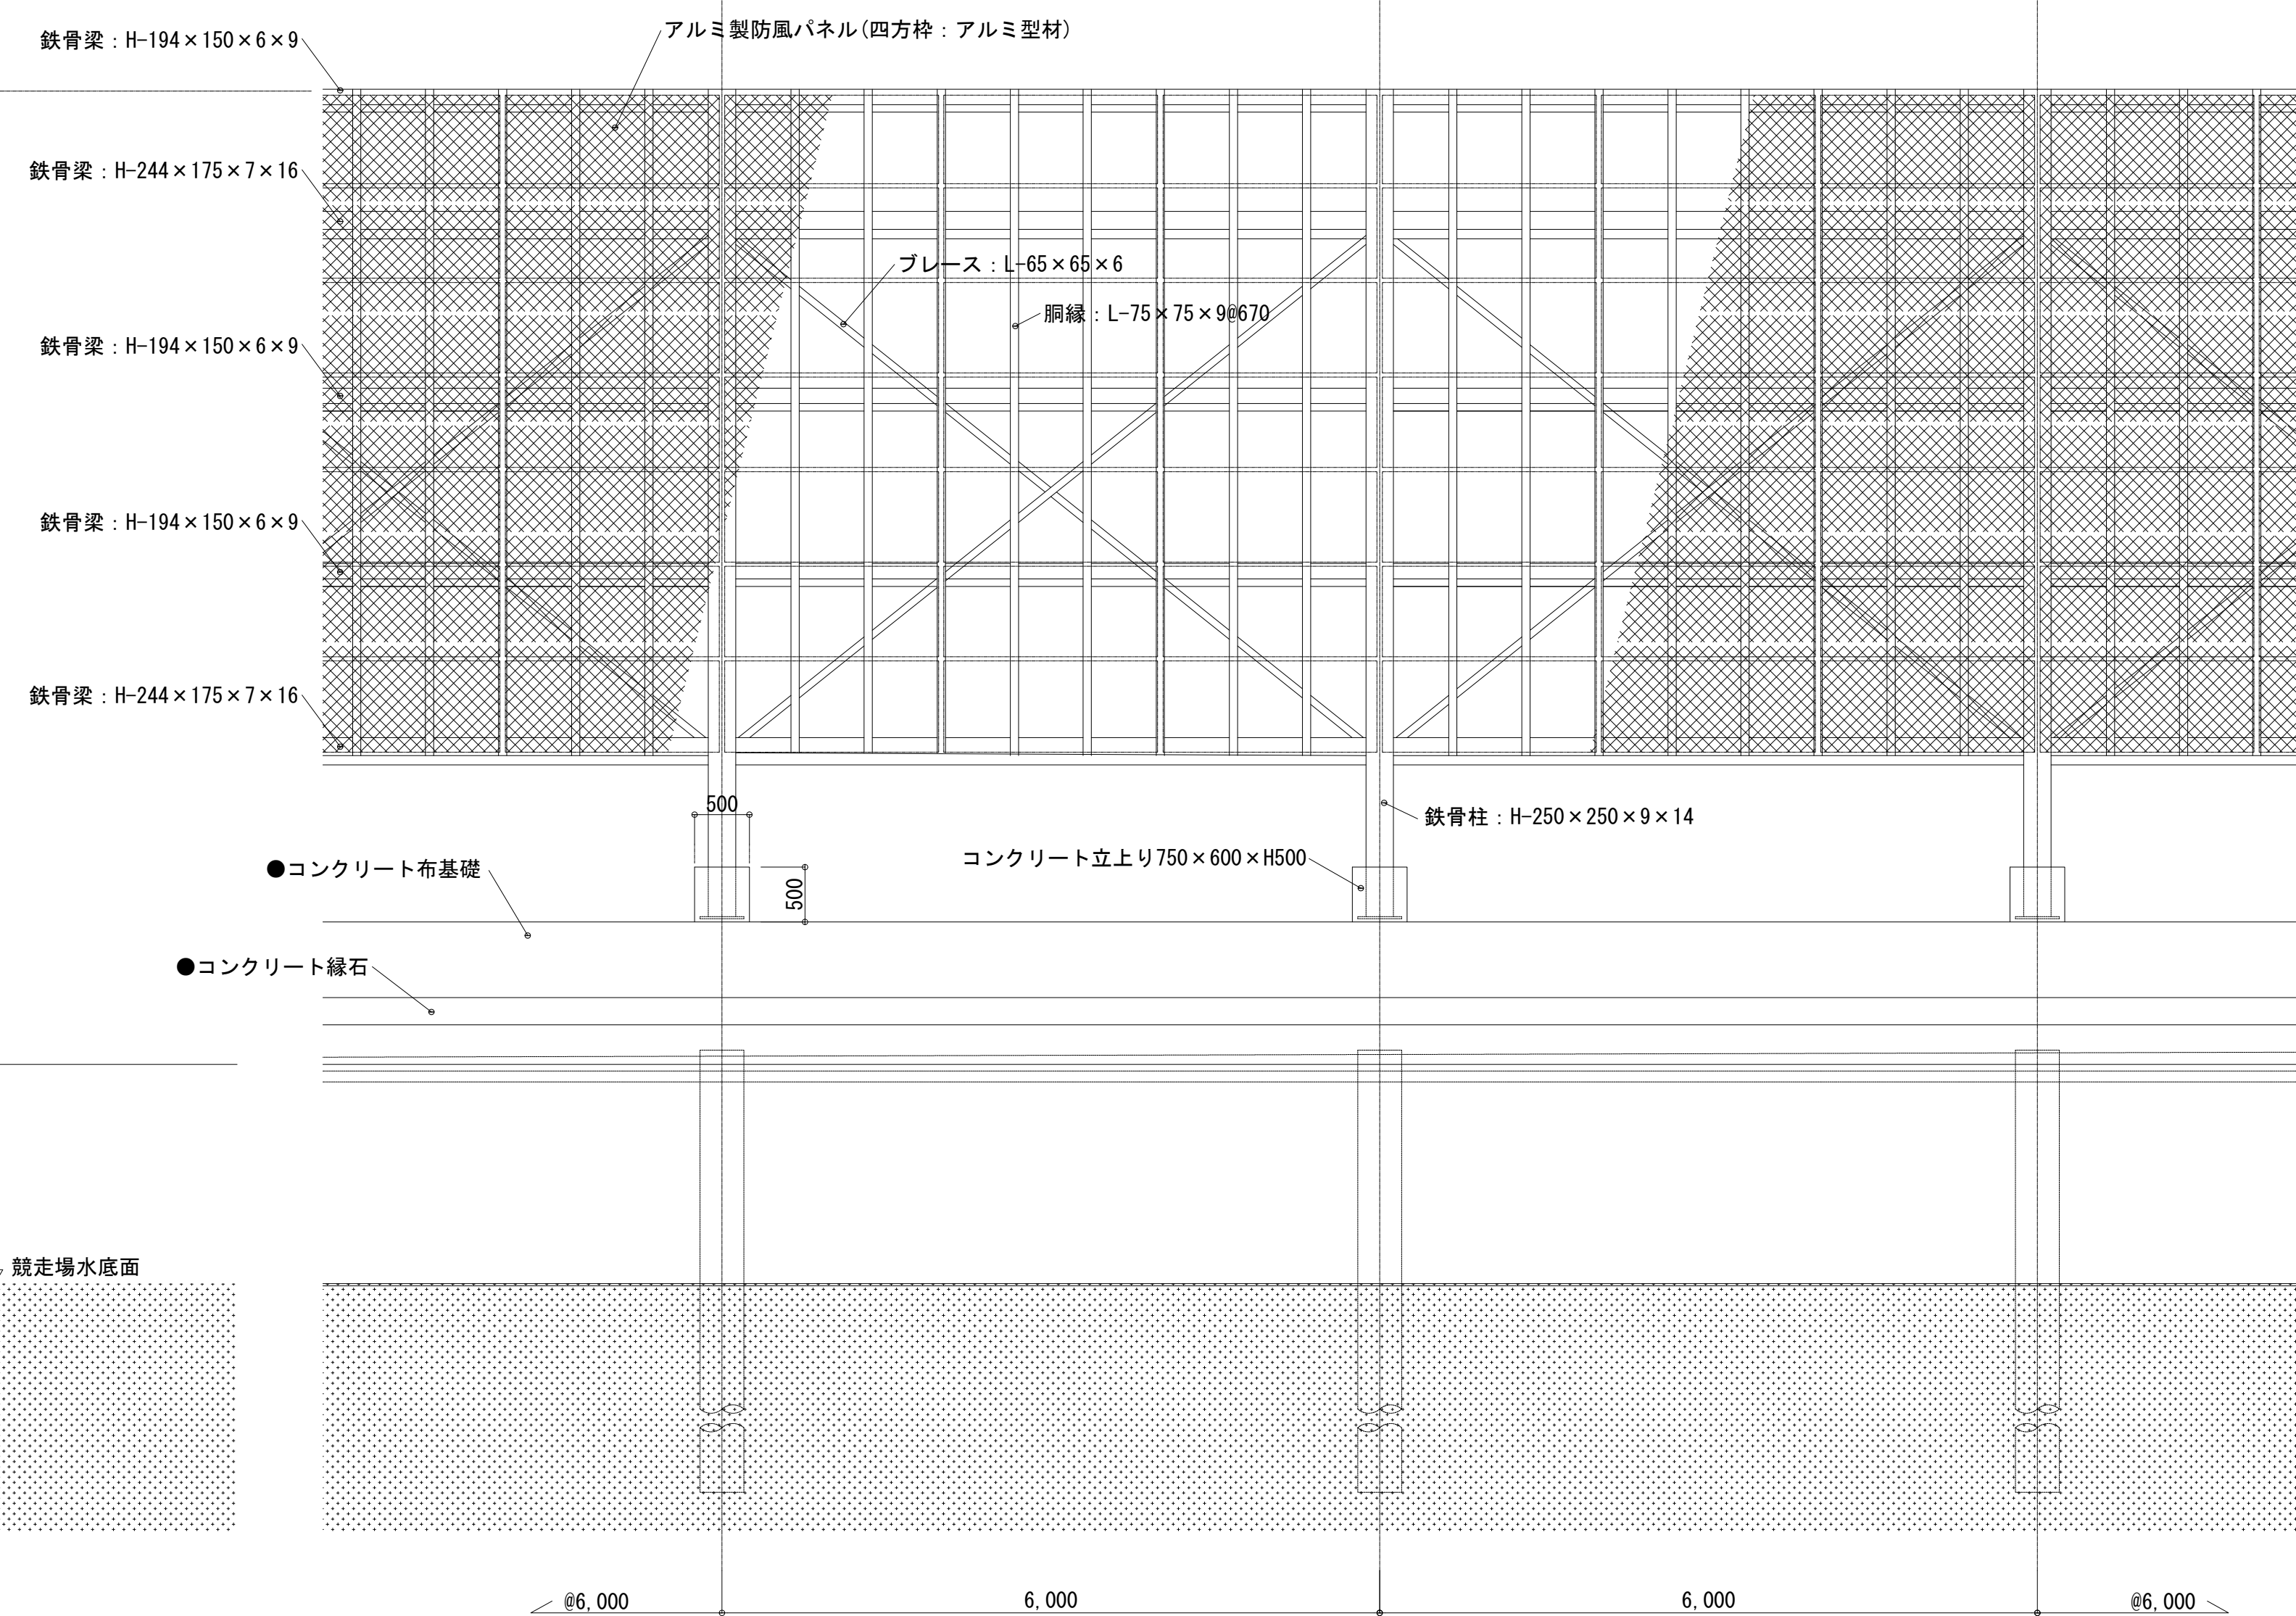 鉄骨梁：H-194×150×6×9
アルミ製防風パネル(四方枠：アルミ型材)
鉄骨梁：H-244×175×7×16
ブレース：L-65×65×6
胴縁：L-75×75×9@670
鉄骨梁：H-194×150×6×9
鉄骨梁：H-194×150×6×9
鉄骨梁：H-244×175×7×16
500
鉄骨柱：H-250×250×9×14
コンクリート立上り750×600×H500
●コンクリート布基礎
500
●コンクリート縁石
競走場水底面
@6,000
6,000
6,000
@6,000